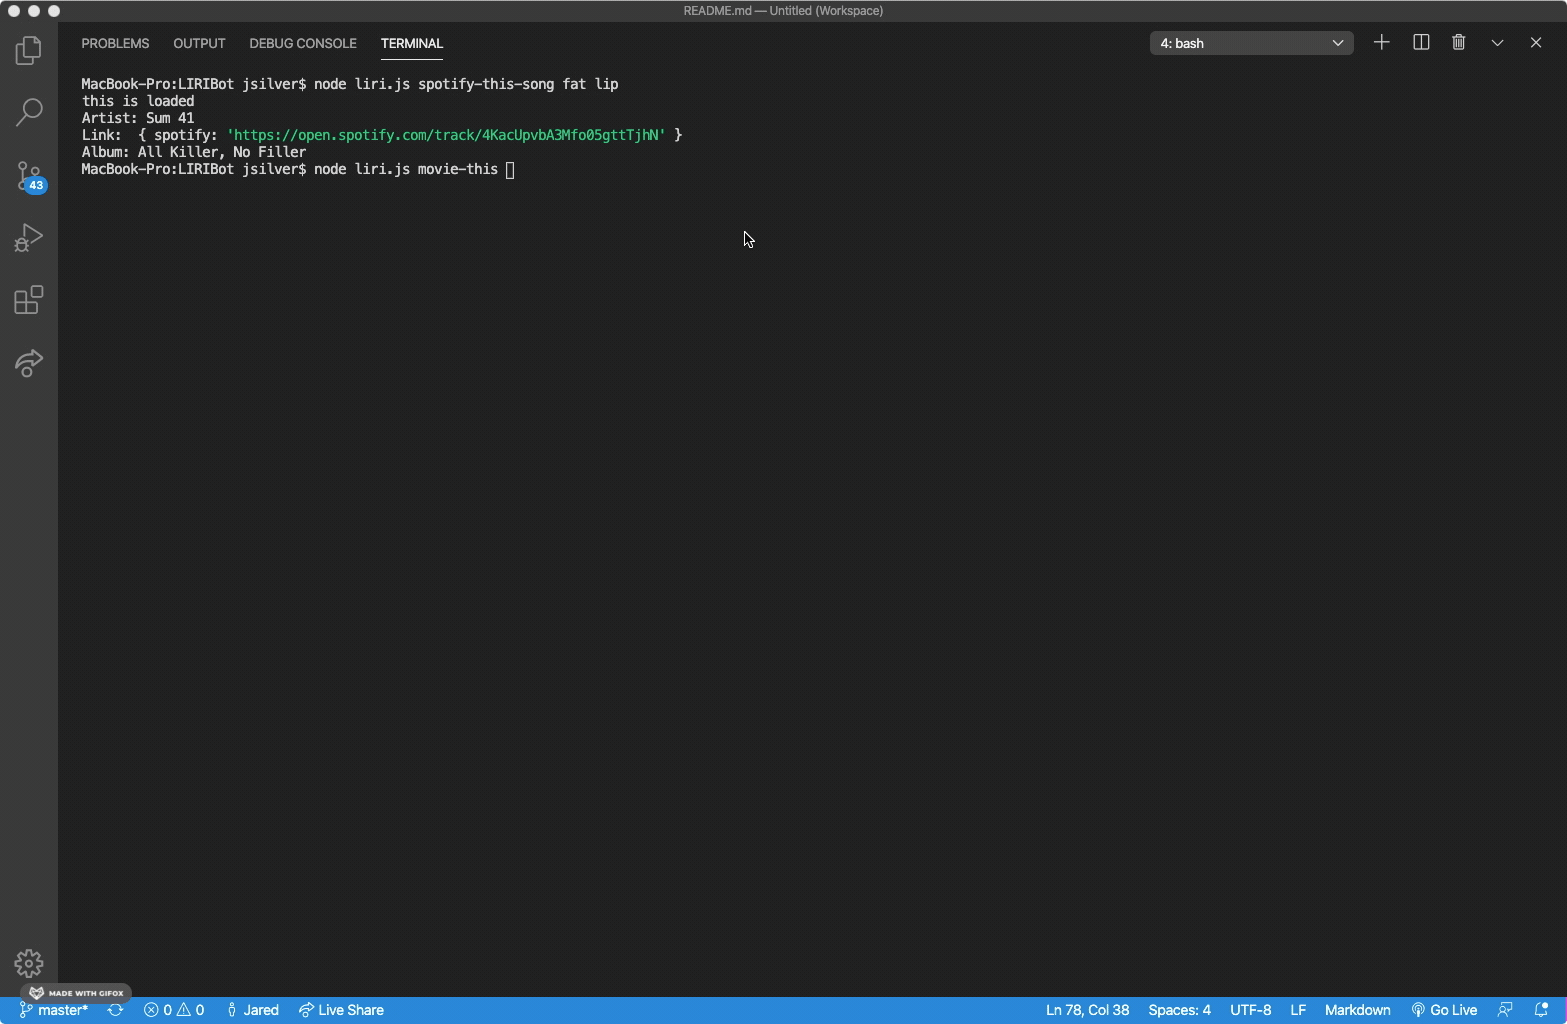 README.md — Untitled (Workspace)
PROBLEMS OUTPUT DEBUG CONSOLE TERMINAL 4: bash
MacBook-Pro:LIRIBot jsilver$ node liri.js spotify-this-song fat lip
this is loaded
Artist: Sum 41
Link:  { spotify: 'https://open.spotify.com/track/4KacUpvbA3Mfo05gttTjhN' }
Album: All Killer, No Filler
MacBook-Pro:LIRIBot jsilver$ node liri.js movie-this
43
MADE WITH GIFOX
master* 0 0 Jared Live Share Ln 78, Col 38 Spaces: 4 UTF-8 LF Markdown Go Live